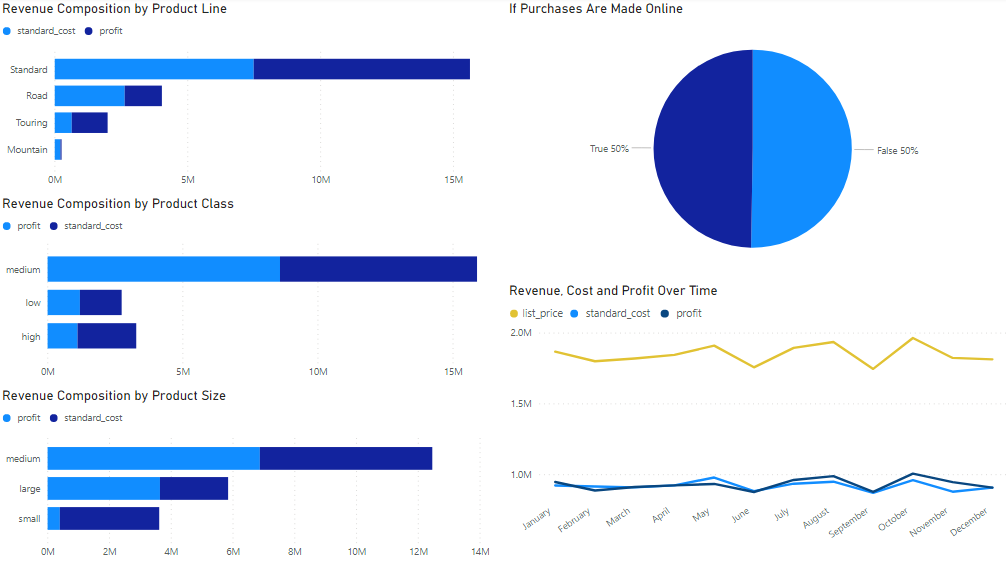 Revenue Composition by Product Line
standard_cost profit
Standard
Road
Touring
Mountain
0M 5M 10M 15M
Revenue Composition by Product Class
profit standard_cost
medium
low
high
0M 5M 10M 15M
Revenue Composition by Product Size
profit standard_cost
medium
large
small
0M 2M 4M 6M 8M 10M 12M 14M
If Purchases Are Made Online
True 50% False 50%
Revenue, Cost and Profit Over Time
list_price standard_cost profit
2.0M
1.5M
1.0M
January February March April May June July August September October November December